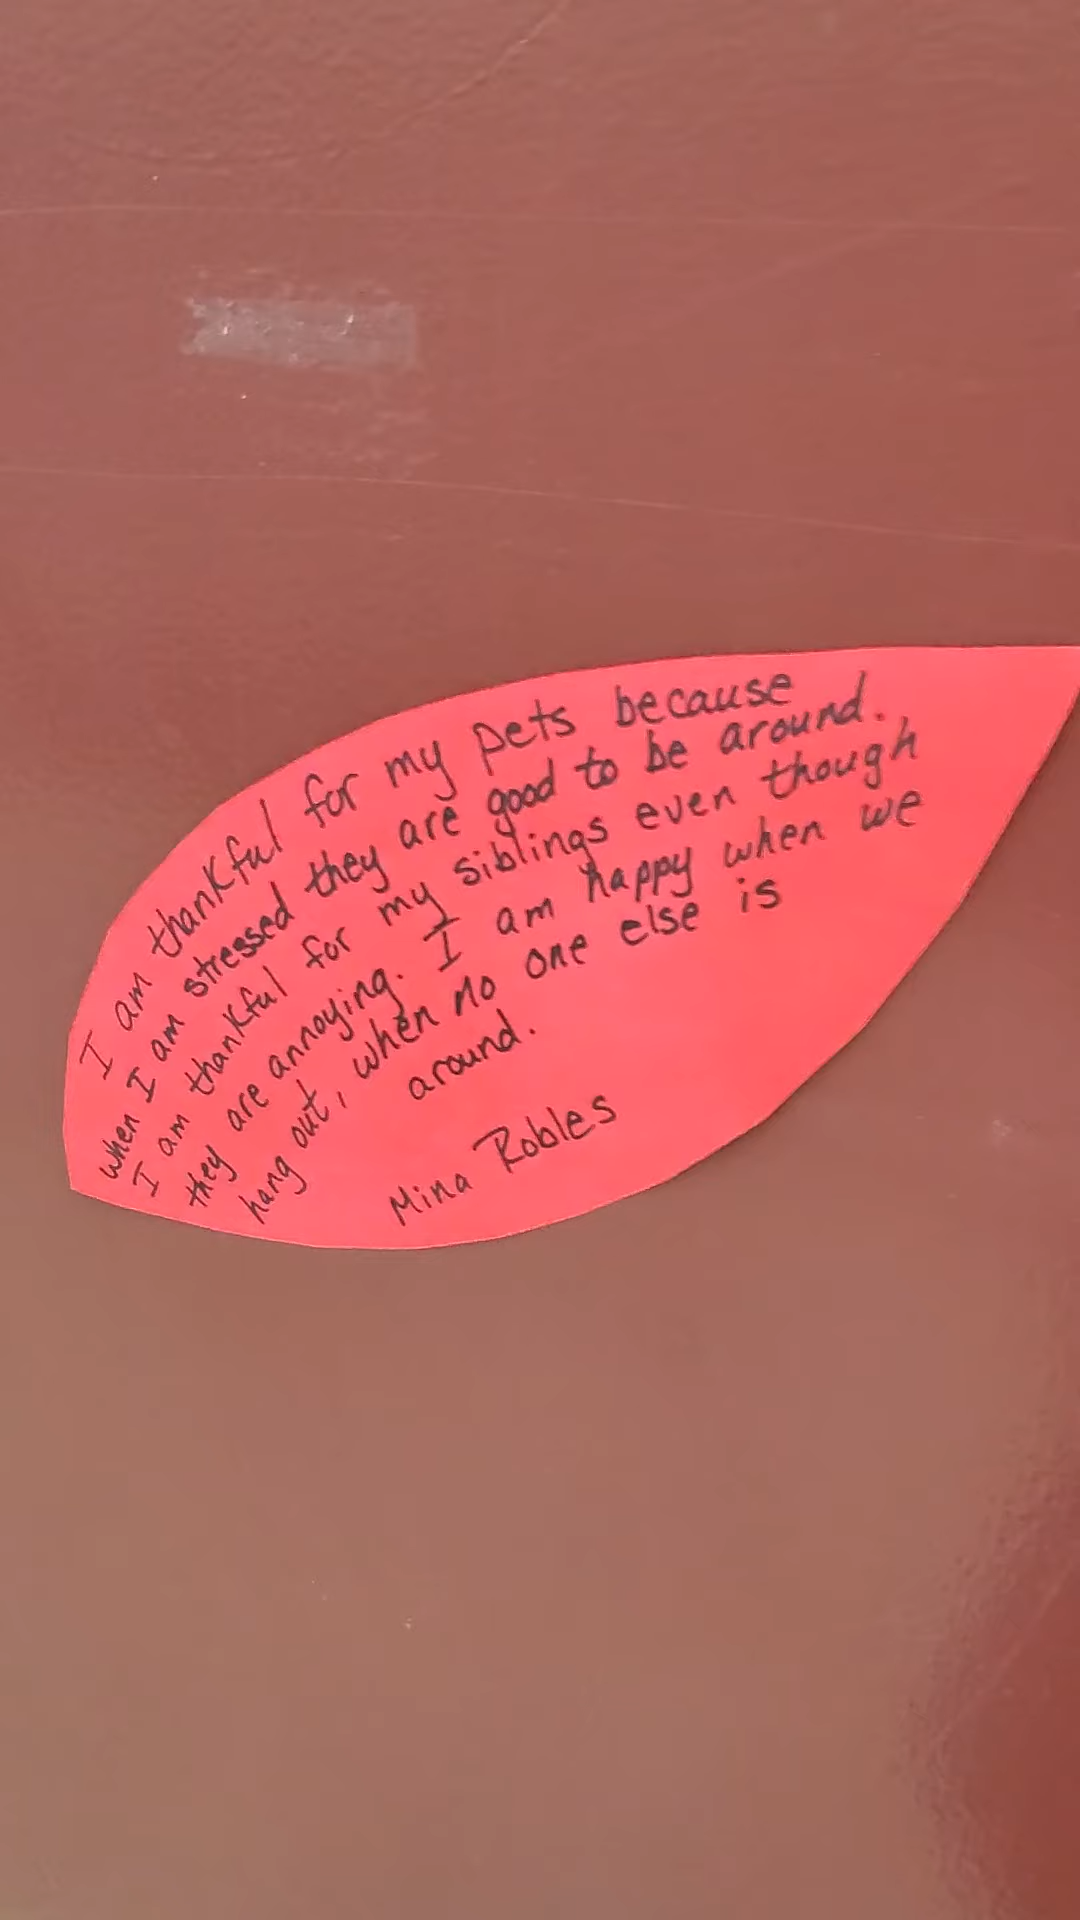 I am thankful for my pets because
when I am stressed they are good to be around.
I am thankful for my siblings even though
they are annoying. I am happy when we
hang out, when no one else is
around.
Mina Robles